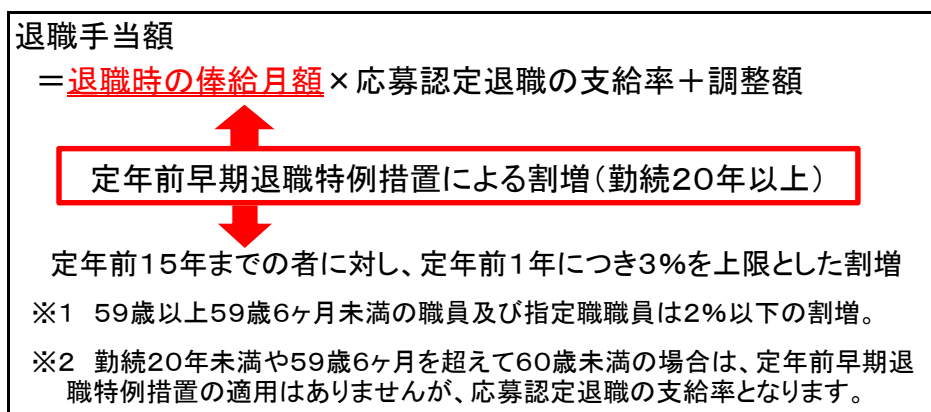 退職手当額
＝退職時の俸給月額×応募認定退職の支給率＋調整額
定年前早期退職特例措置による割増（勤続２０年以上）
定年前１５年までの者に対し、定年前１年につき３％を上限とした割増
※１　５９歳以上５９歳６ヶ月未満の職員及び指定職職員は２％以下の割増。
※２　勤続２０年未満や５９歳６ヶ月を超えて６０歳未満の場合は、定年前早期退
職特例措置の適用はありませんが、応募認定退職の支給率となります。